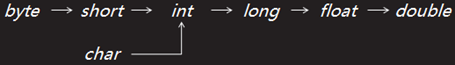 byte → short → int → long → float → double
char